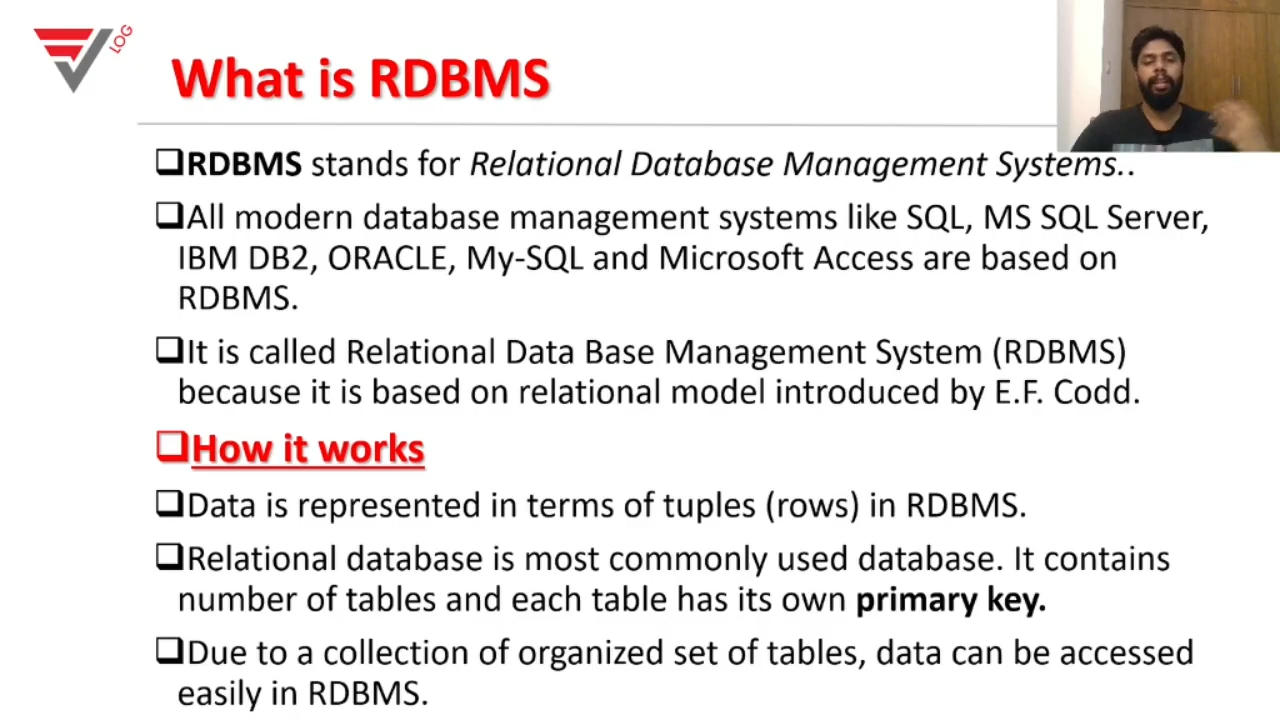 LOG
What is RDBMS
❑RDBMS stands for Relational Database Management Systems..
❑All modern database management systems like SQL, MS SQL Server,
IBM DB2, ORACLE, My-SQL and Microsoft Access are based on
RDBMS.
❑It is called Relational Data Base Management System (RDBMS)
because it is based on relational model introduced by E.F. Codd.
❑How it works
❑Data is represented in terms of tuples (rows) in RDBMS.
❑Relational database is most commonly used database. It contains
number of tables and each table has its own primary key.
❑Due to a collection of organized set of tables, data can be accessed
easily in RDBMS.